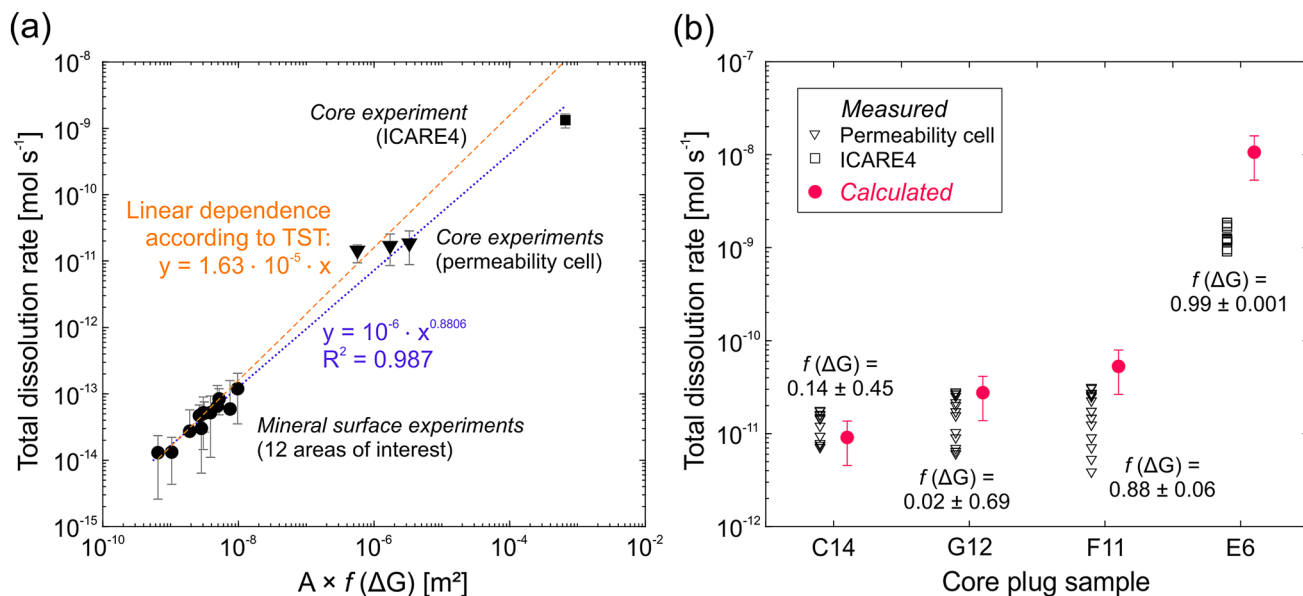 (a)
Total dissolution rate [mol s⁻¹]
10⁻⁸
10⁻⁹
10⁻¹⁰
10⁻¹¹
10⁻¹²
10⁻¹³
10⁻¹⁴
10⁻¹⁵
Core experiment
(ICARE4)
Linear dependence
according to TST:
y = 1.63 · 10⁻⁵ · x
Core experiments
(permeability cell)
y = 10⁻⁶ · x⁰·⁸⁸⁰⁶
R² = 0.987
Mineral surface experiments
(12 areas of interest)
10⁻¹⁰
10⁻⁸
10⁻⁶
10⁻⁴
10⁻²
A × f (ΔG) [m²]
(b)
Total dissolution rate [mol s⁻¹]
10⁻⁷
10⁻⁸
10⁻⁹
10⁻¹⁰
10⁻¹¹
10⁻¹²
Measured
Permeability cell
ICARE4
Calculated
f (ΔG) =
0.14 ± 0.45
f (ΔG) =
0.02 ± 0.69
f (ΔG) =
0.88 ± 0.06
f (ΔG) =
0.99 ± 0.001
C14
G12
F11
E6
Core plug sample